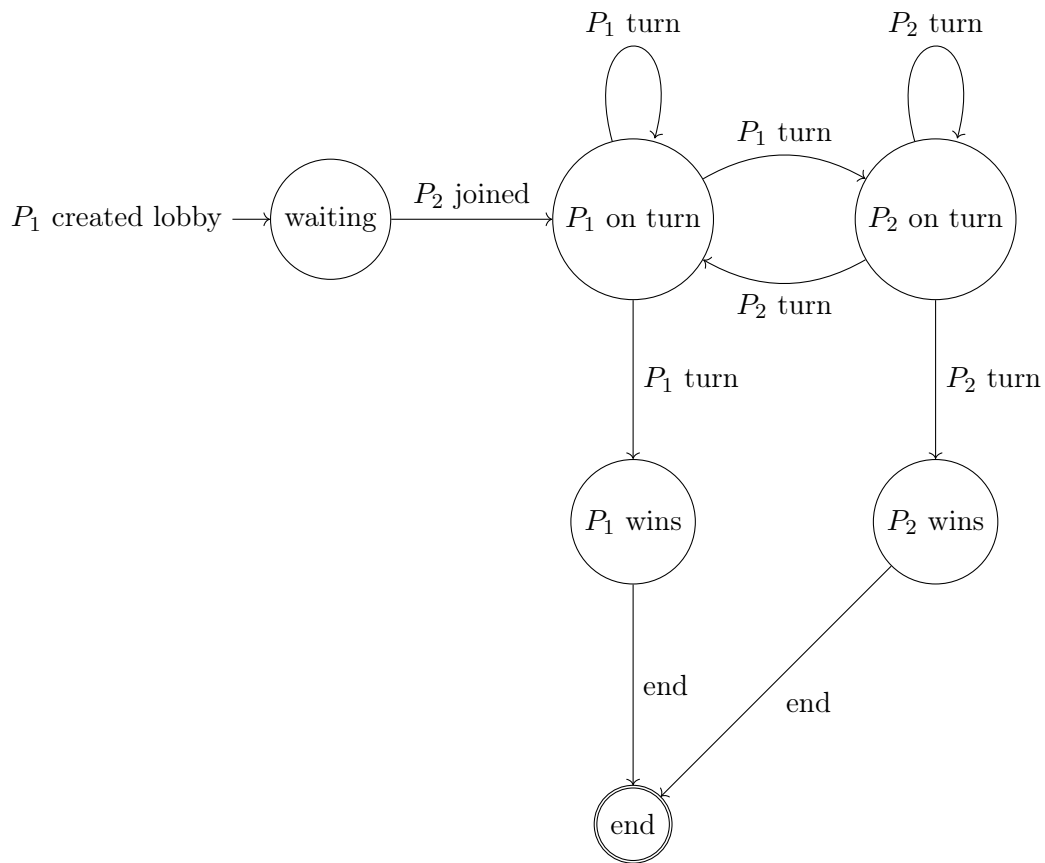 P₁ turn
P₂ turn
P₁ turn
P₂ joined
P₁ created lobby
waiting
P₁ on turn
P₂ on turn
P₂ turn
P₁ turn
P₂ turn
P₁ wins
P₂ wins
end
end
end